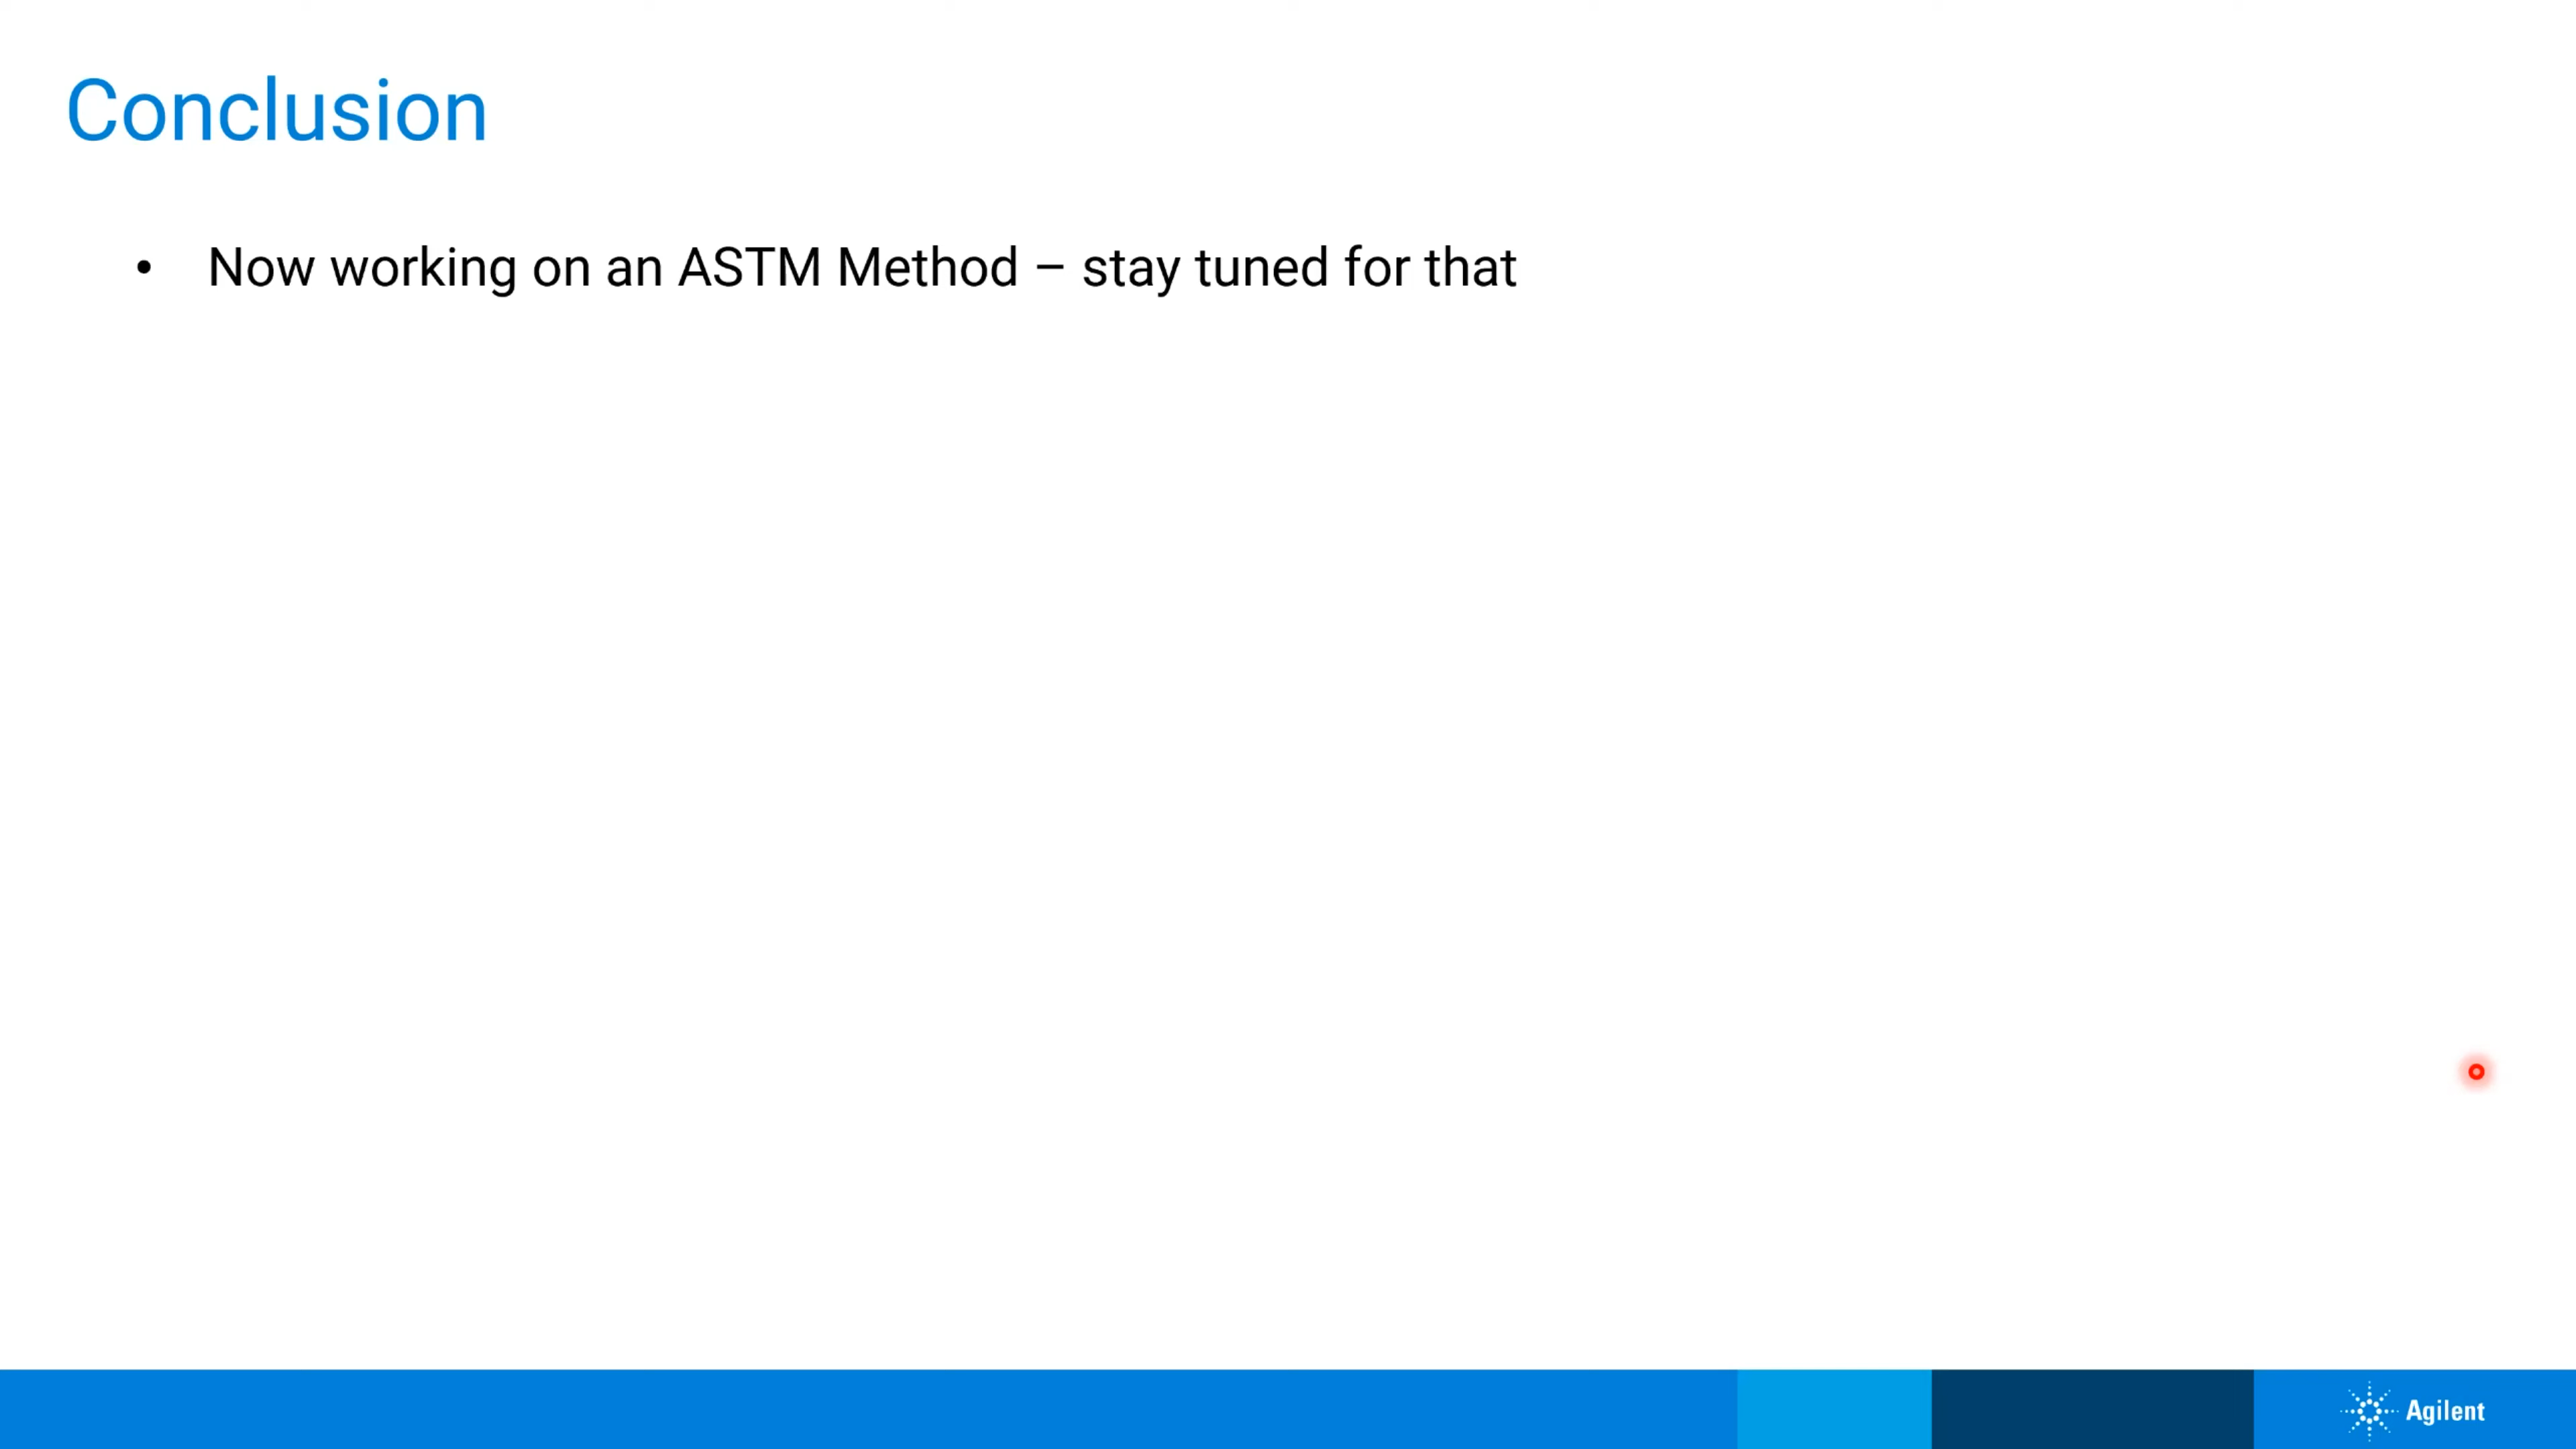 Conclusion
• Now working on an ASTM Method – stay tuned for that
Agilent